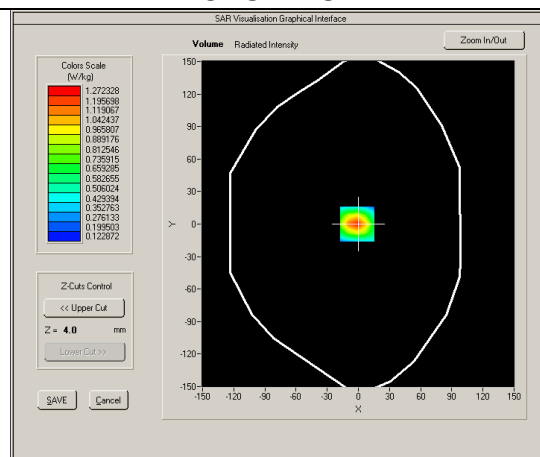 SAR Visualisation Graphical Interface
Volume Radiated Intensity
Zoom In/Out
Colors Scale
(W/kg)
1.272328
1.195698
1.119067
1.042437
0.965807
0.889176
0.812546
0.735915
0.659285
0.582655
0.506024
0.429394
0.352763
0.276133
0.199503
0.122872
Z-Cuts Control
<< Upper Cut
Z = 4.0 mm
Lower Cut >>
SAVE Cancel
150
120
90
60
30
0
-30
-60
-90
-120
-150
Y
-150 -120 -90 -60 -30 0 30 60 90 120 150
X